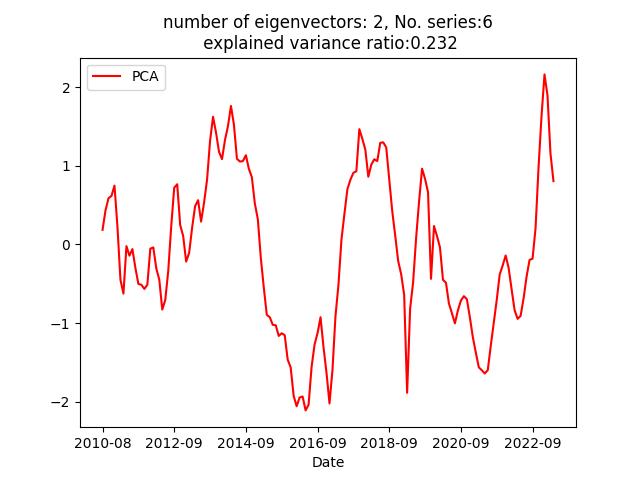 number of eigenvectors: 2, No. series:6
explained variance ratio:0.232
PCA
2
1
0
−1
−2
2010-08 2012-09 2014-09 2016-09 2018-09 2020-09 2022-09
Date